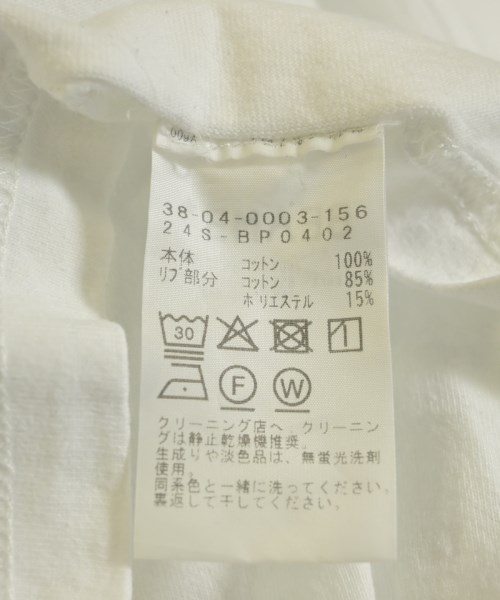 38-04-0003-156
24S-BP0402
本体 コットン 100%
リブ部分 コットン 85%
ポリエステル 15%
30
F W
クリーニング店へ クリーニン
グは静止乾燥機推奨。
生成りや淡色品は、無蛍光洗剤
使用。
同系色と一緒に洗ってください。
裏返して干してください。